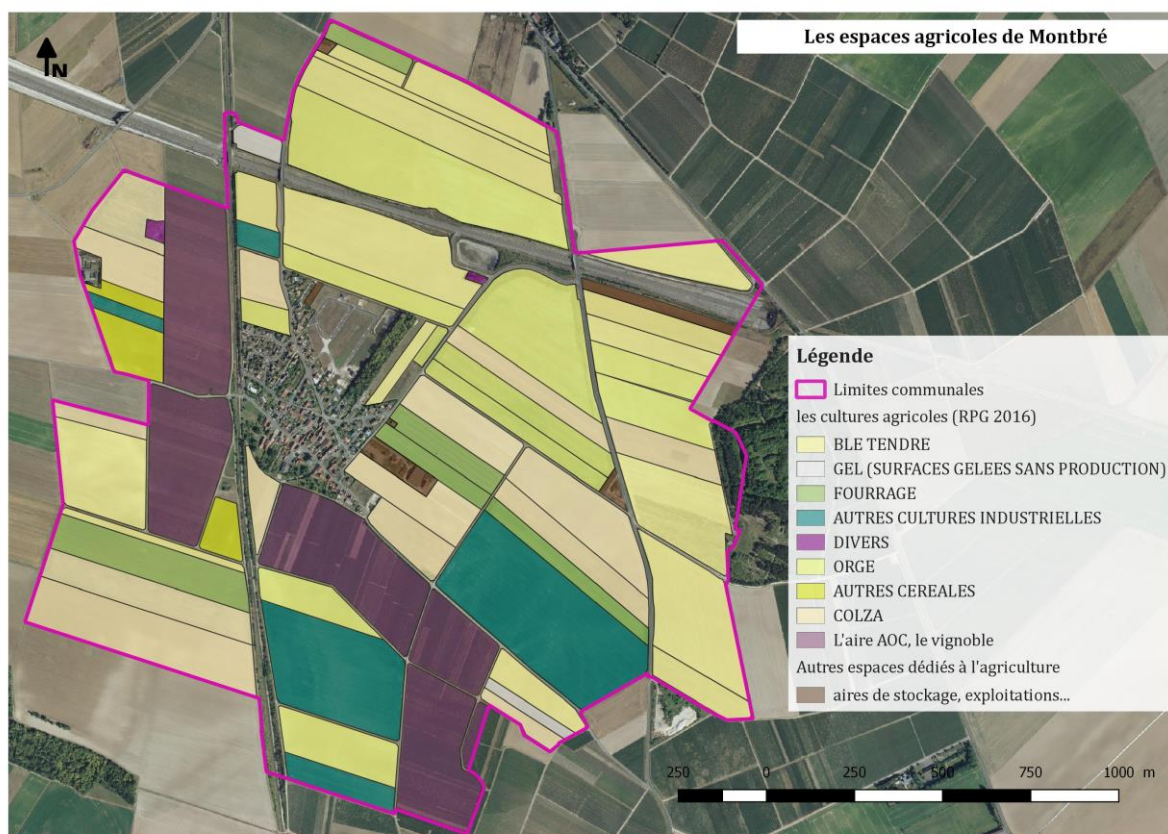 Les espaces agricoles de Montbré
N
Légende
Limites communales
les cultures agricoles (RPG 2016)
BLE TENDRE
GEL (SURFACES GELEES SANS PRODUCTION)
FOURRAGE
AUTRES CULTURES INDUSTRIELLES
DIVERS
ORGE
AUTRES CEREALES
COLZA
L'aire AOC, le vignoble
Autres espaces dédiés à l'agriculture
aires de stockage, exploitations...
250 0 250 500 750 1000 m